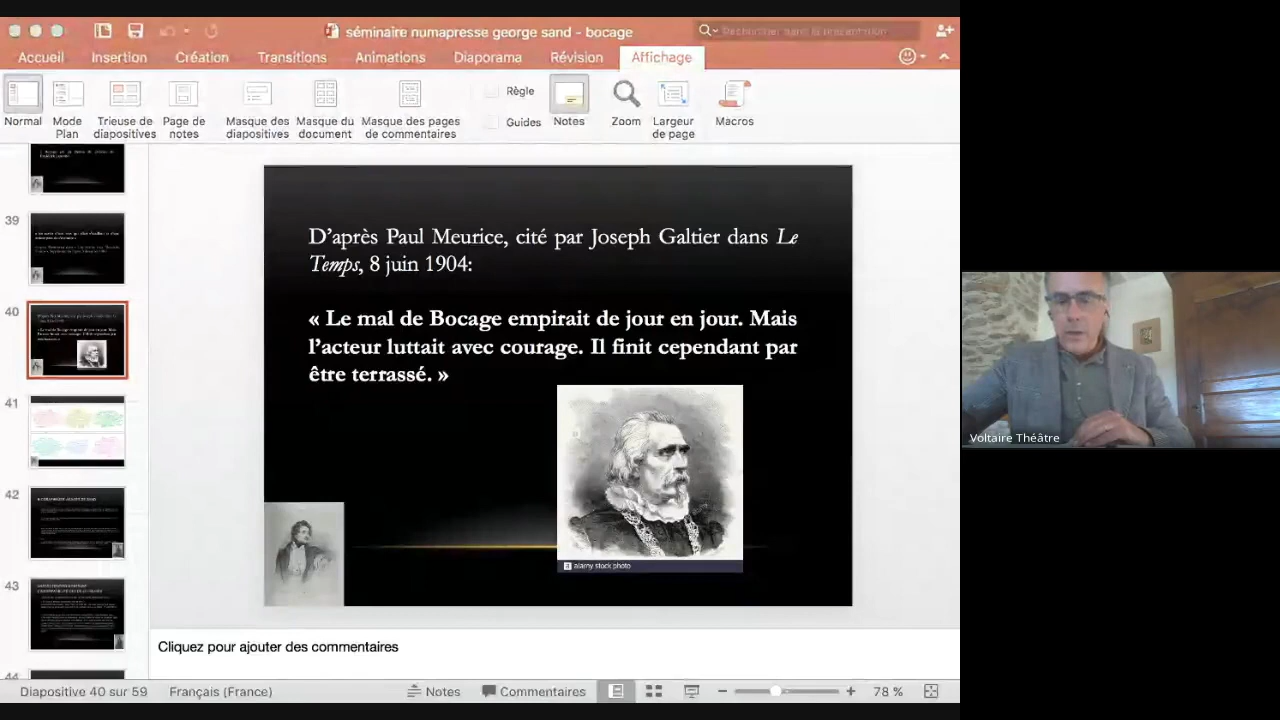 séminaire numapresse george sand - bocage
Rechercher dans la présentation
Accueil Insertion Création Transitions Animations Diaporama Révision Affichage
Normal
Mode Plan
Trieuse de diapositives
Page de notes
Masque des diapositives
Masque du document
Masque des pages de commentaires
Règle
Guides
Notes
Zoom
Largeur de page
Macros
39
40
41
42
43
44
D'après Paul Meurice cité par Joseph Galtier dans Le
Temps, 8 juin 1904:
« Le mal de Bocage empirait de jour en jour. Mais
l'acteur luttait avec courage. Il finit cependant par
être terrassé. »
a alamy stock photo
Voltaire Théâtre
Cliquez pour ajouter des commentaires
Diapositive 40 sur 59 Français (France) Notes Commentaires 78 %